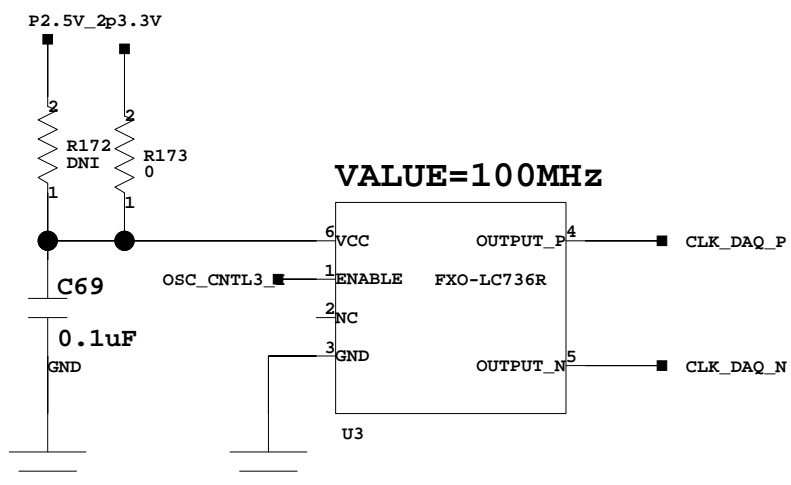 P2.5V_2p3.3V
2
2
R172
DNI
R173
0
1
1
VALUE=100MHz
6
VCC
OUTPUT_P
4
CLK_DAQ_P
C69
OSC_CNTL3_
1
ENABLE
FXO-LC736R
2
NC
0.1uF
3
GND
GND
OUTPUT_N
5
CLK_DAQ_N
U3